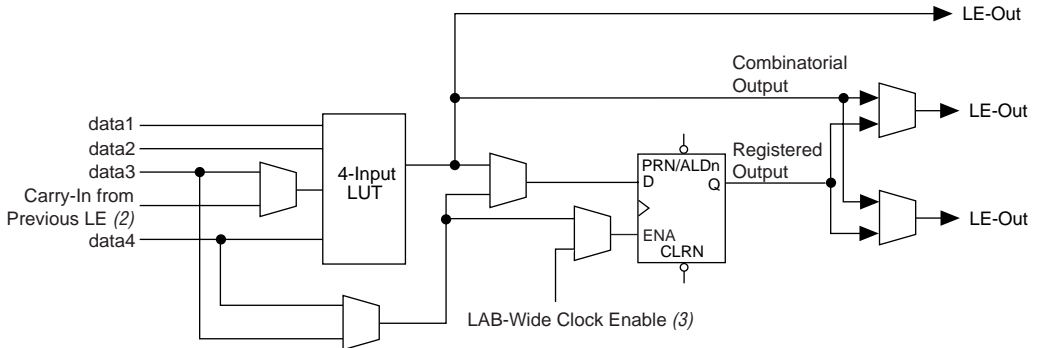 LE-Out
Combinatorial
Output
LE-Out
data1
data2
data3
Carry-In from
Previous LE (2)
data4
4-Input
LUT
PRN/ALDn
D
Q
ENA
CLRN
Registered
Output
LE-Out
LAB-Wide Clock Enable (3)